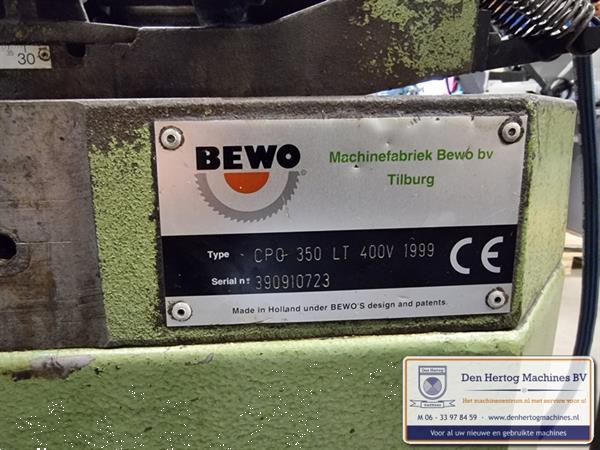 30
BEWO
®
Machinefabriek Bewo bv
Tilburg
Type CPO 350 LT 400V 1999
CE
Serial nº 390910723
Made in Holland under BEWO'S design and patents.
Den Hertog
Machines BV
Den Hertog Machines BV
Het machinecentrum.nl met service voor u!
M 06 - 33 97 84 59 - www.denhertogmachines.nl
Voor al uw nieuwe en gebruikte machines